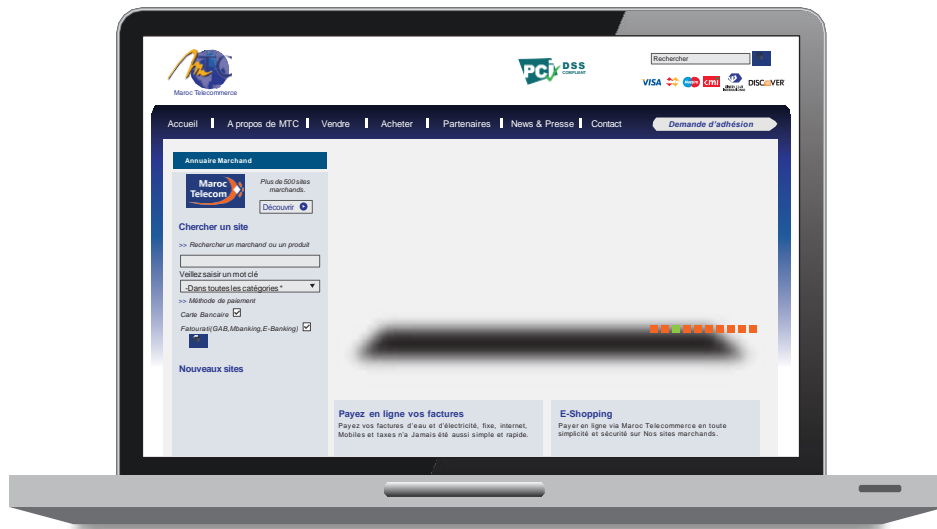 MTC
Maroc Telecommerce
PCI DSS
COMPLIANT
Rechercher
VISA cmi DISCOVER
Accueil A propos de MTC Vendre Acheter Partenaires News & Presse Contact Demande d'adhésion
Annuaire Marchand
Maroc
Telecom
Plus de 500 sites
marchands.
Découvrir
Chercher un site
>> Rechercher un marchand ou un produit
Veillez saisir un mot clé
-Dans toutes les catégories *
>> Méthode de paiement
Carte Bancaire
Fatourati(GAB,Mbanking,E-Banking)
Nouveaux sites
Payez en ligne vos factures
Payez vos factures d'eau et d'électricité, fixe, internet,
Mobiles et taxes n'a Jamais été aussi simple et rapide.
E-Shopping
Payer en ligne via Maroc Telecommerce en toute
simplicité et sécurité sur Nos sites marchands.